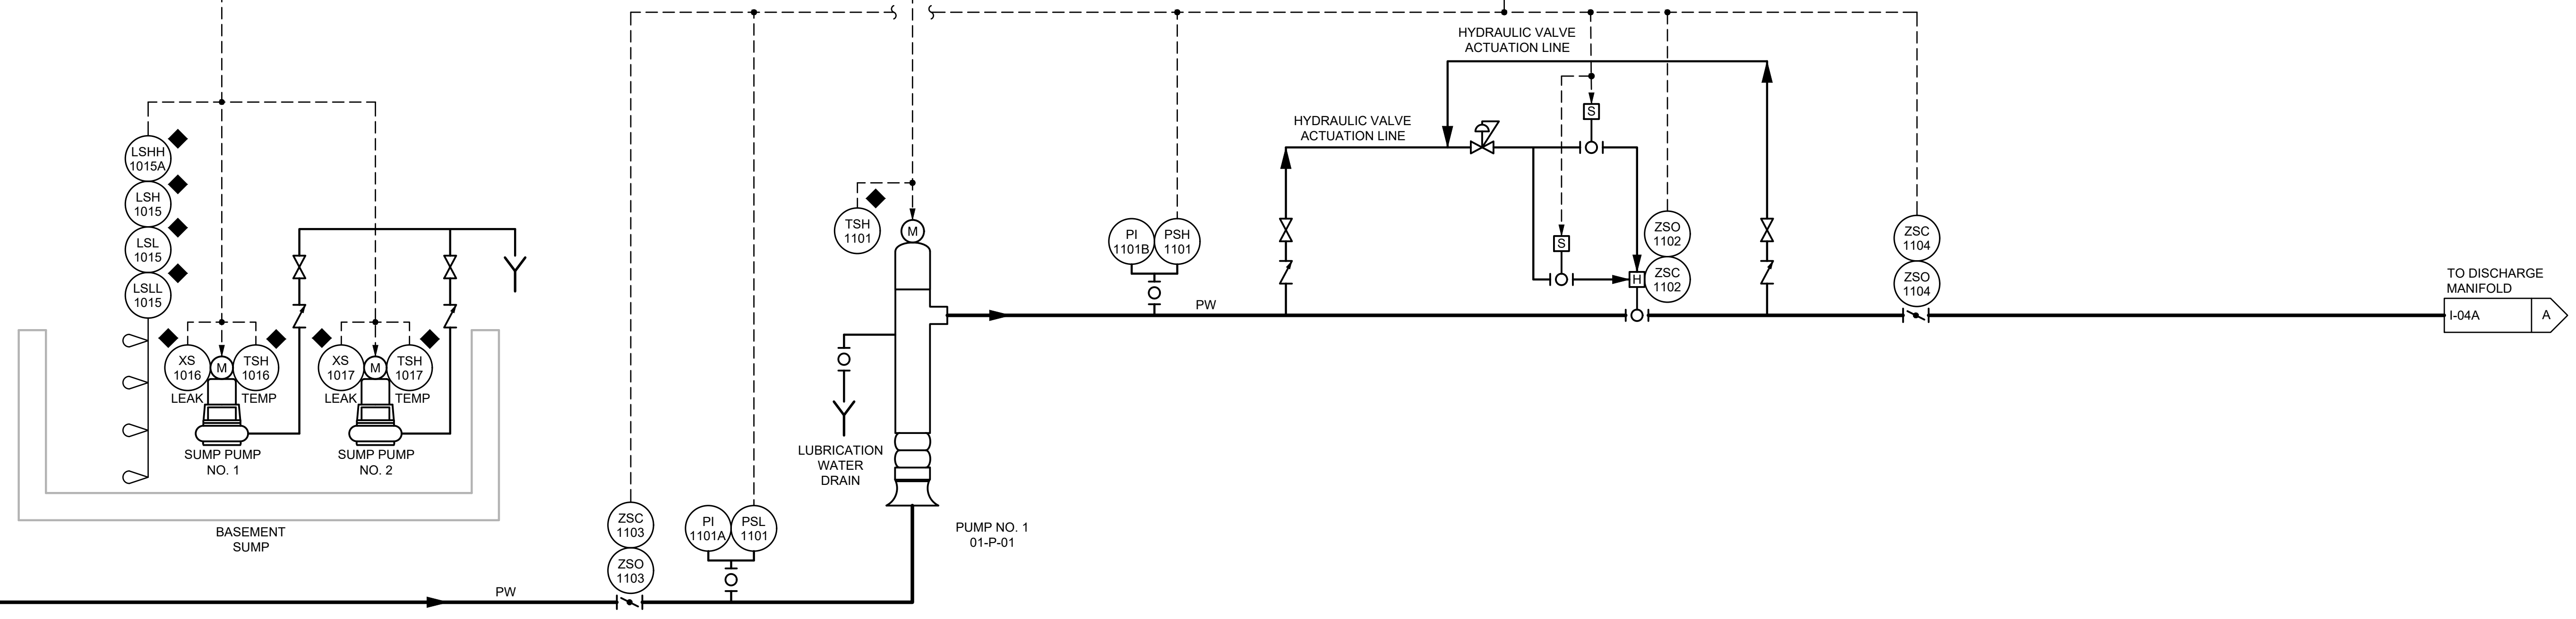 HYDRAULIC VALVE
ACTUATION LINE
S
HYDRAULIC VALVE
ACTUATION LINE
LSHH
1015A
LSH
1015
LSL
1015
LSLL
1015
TSH
1101
M
PI
1101B
PSH
1101
S
ZSO
1102
ZSC
1102
H
ZSC
1104
ZSO
1104
PW
TO DISCHARGE
MANIFOLD
I-04A
A
XS
1016
M
TSH
1016
LEAK
TEMP
XS
1017
M
TSH
1017
LEAK
TEMP
SUMP PUMP
NO. 1
SUMP PUMP
NO. 2
LUBRICATION
WATER
DRAIN
BASEMENT
SUMP
ZSC
1103
ZSO
1103
PI
1101A
PSL
1101
PUMP NO. 1
01-P-01
PW